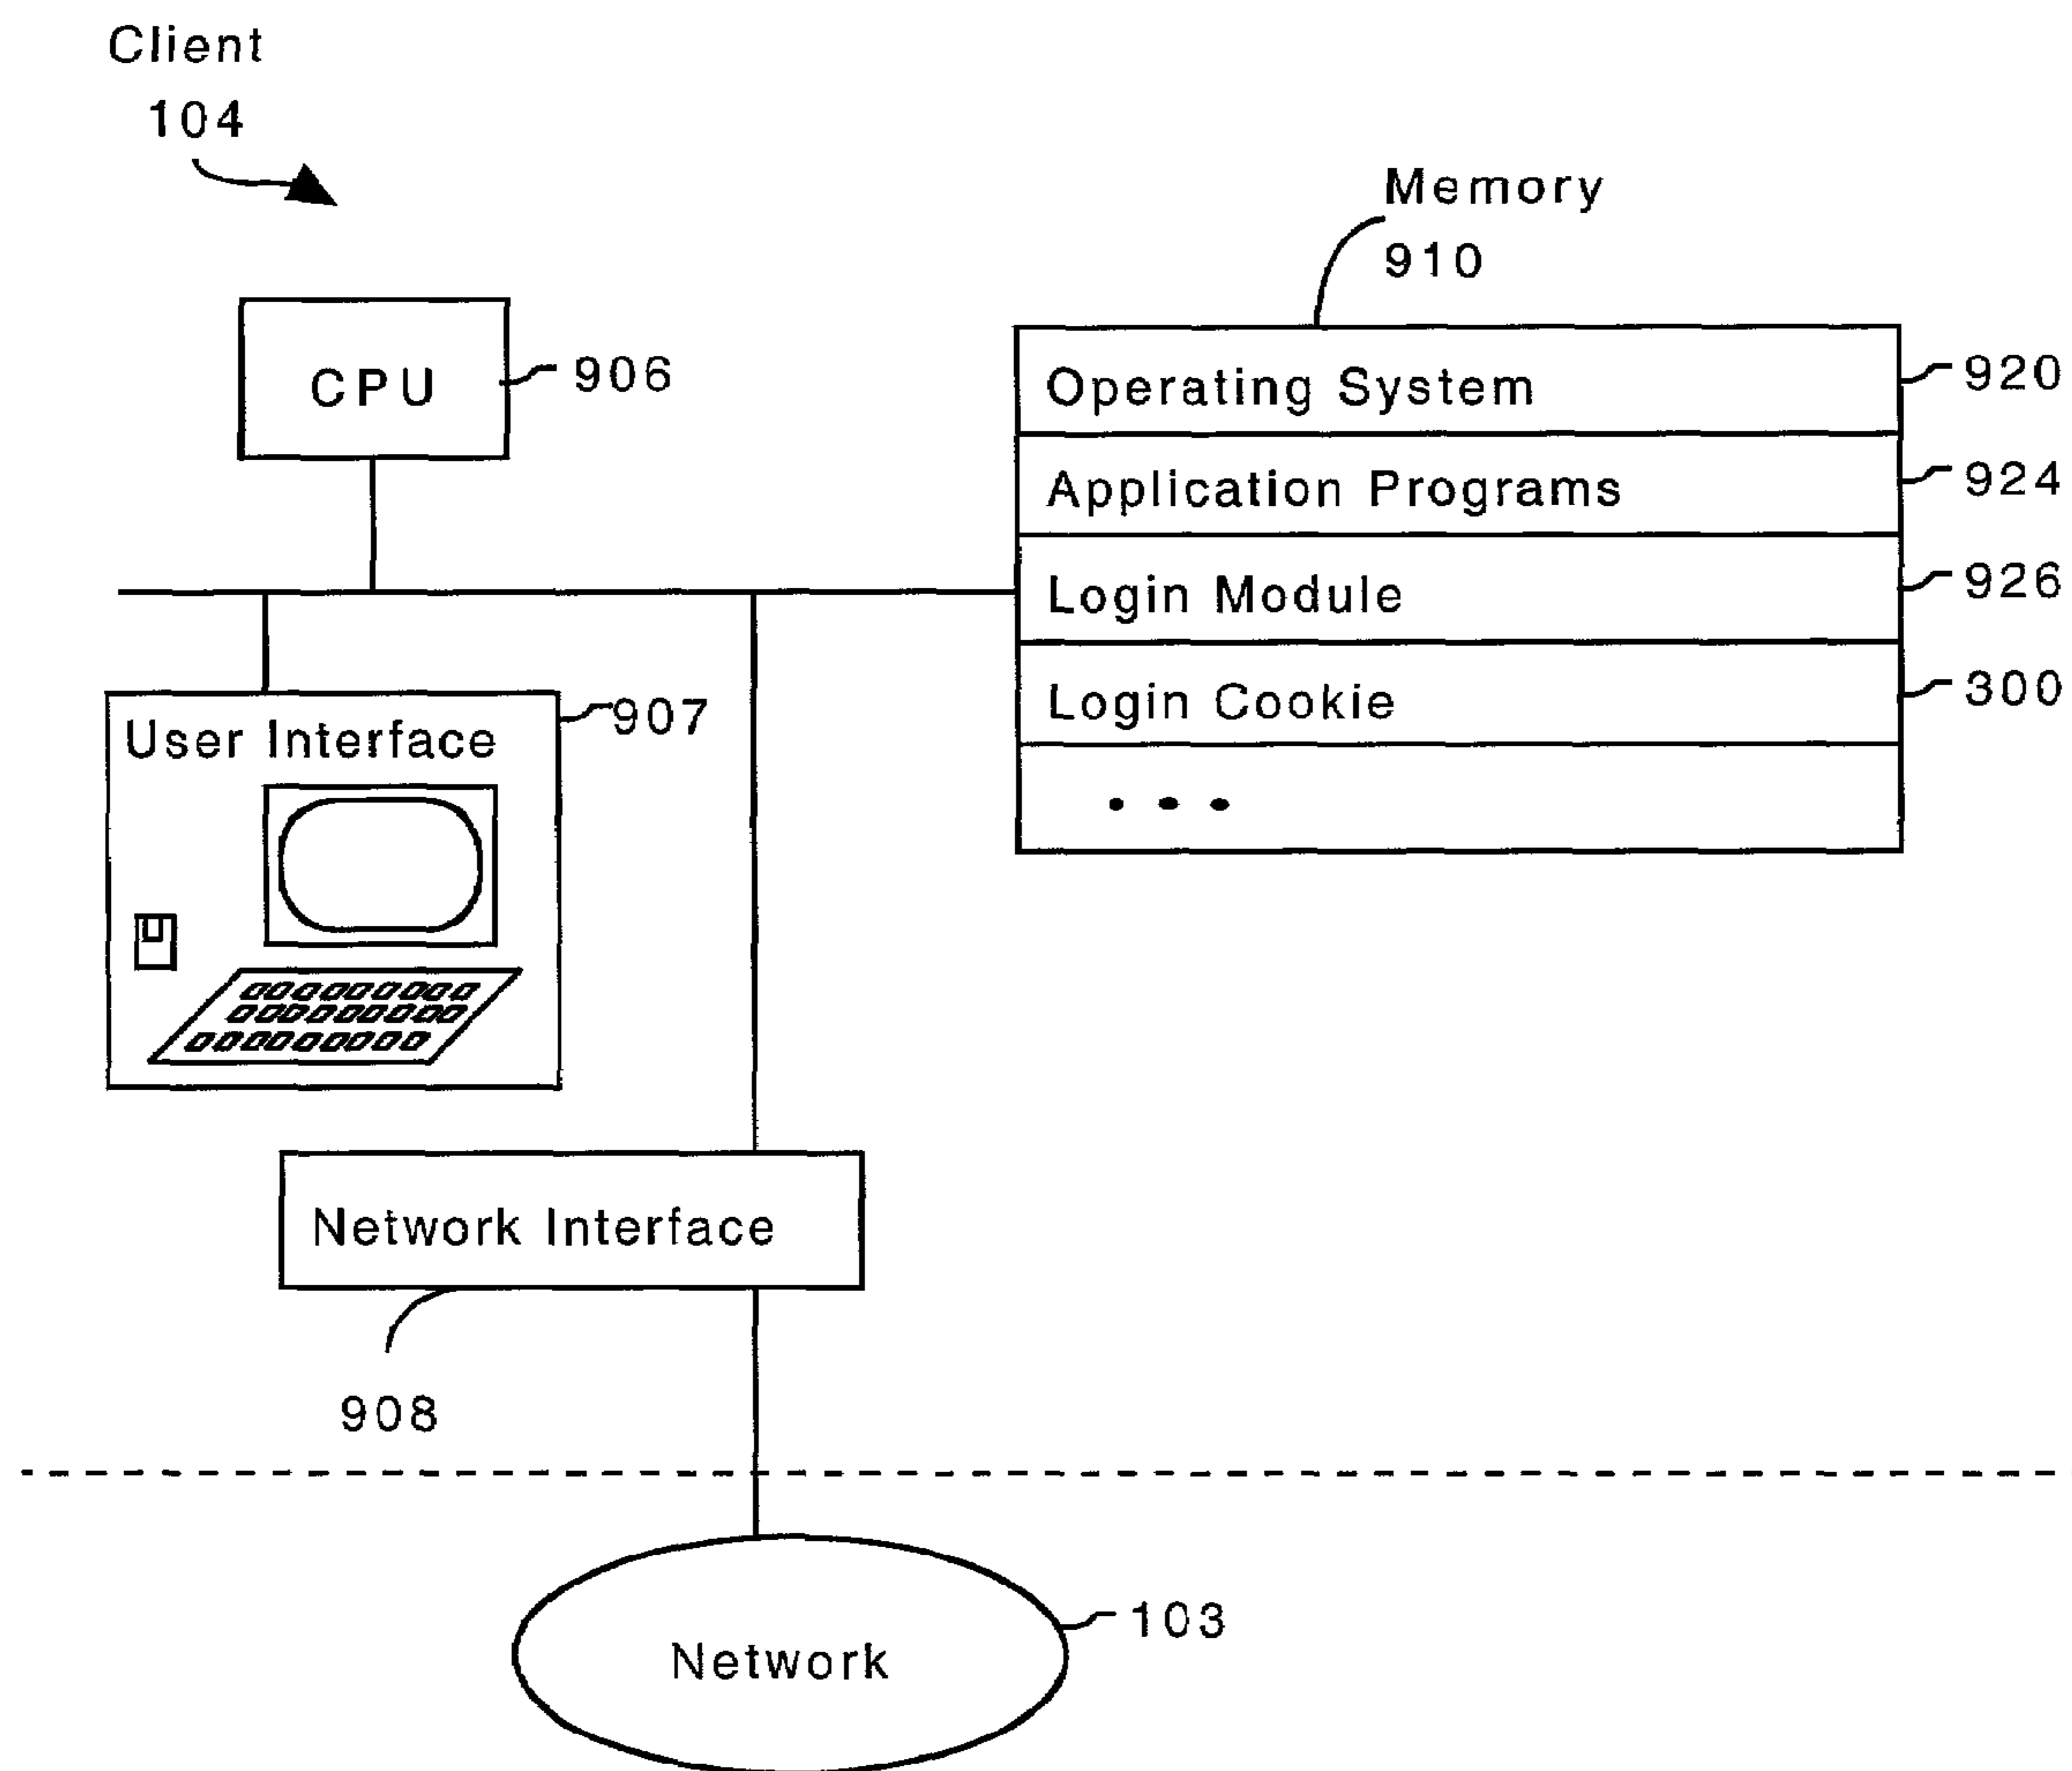 Client
104
Memory
910
CPU
906
Operating System
920
Application Programs
924
Login Module
926
Login Cookie
300
. . .
User Interface
907
Network Interface
908
Network
103